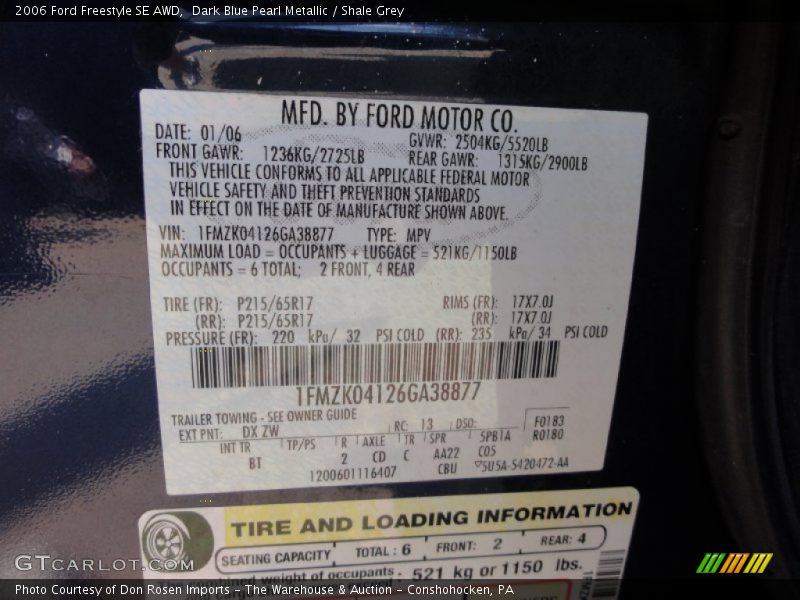 2006 Ford Freestyle SE AWD,  Dark Blue Pearl Metallic / Shale Grey
MFD. BY FORD MOTOR CO.
DATE: 01/06 GVWR: 2504KG/5520LB
FRONT GAWR: 1236KG/2725LB REAR GAWR: 1315KG/2900LB
THIS VEHICLE CONFORMS TO ALL APPLICABLE FEDERAL MOTOR
VEHICLE SAFETY AND THEFT PREVENTION STANDARDS
IN EFFECT ON THE DATE OF MANUFACTURE SHOWN ABOVE.
VIN: 1FMZK04126GA38877 TYPE: MPV
MAXIMUM LOAD = OCCUPANTS + LUGGAGE = 521KG/1150LB
OCCUPANTS = 6 TOTAL; 2 FRONT, 4 REAR
TIRE (FR): P215/65R17 RIMS (FR): 17X7.0J
(RR): P215/65R17 (RR): 17X7.0J
PRESSURE (FR): 220 kPa/ 32 PSI COLD (RR): 235 kPa/ 34 PSI COLD
1FMZK04126GA38877
TRAILER TOWING - SEE OWNER GUIDE
EXT PNT: DX ZW RC: 13 DSO: F0183
INT TR TP/PS R AXLE TR SPR 5PB1A R0180
BT 2 CD C AA22 C05
1200601116407 CBU 5U5A-5420472-AA
TIRE AND LOADING INFORMATION
SEATING CAPACITY TOTAL: 6 FRONT: 2 REAR: 4
combined weight of occupants 521 kg or 1150 lbs.
GTcarlot.com
Photo Courtesy of Don Rosen Imports – The Warehouse & Auction – Conshohocken, PA